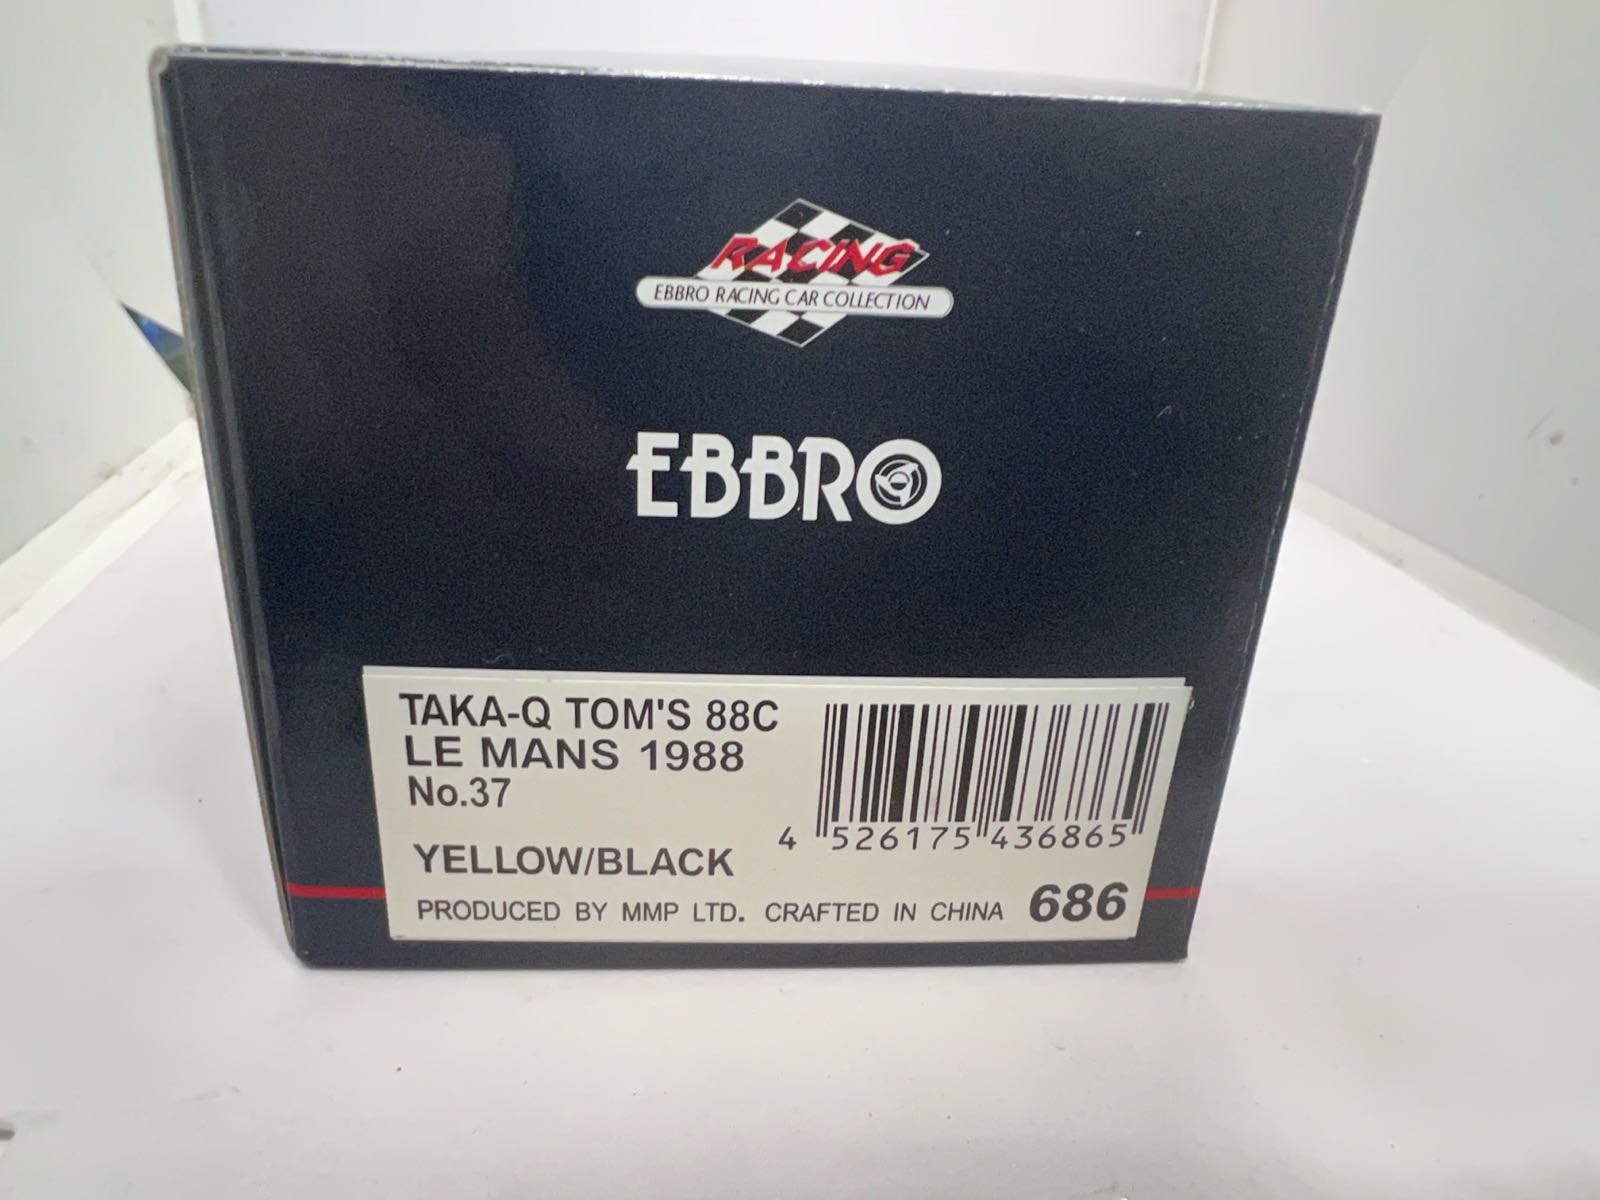 RACING
EBBRO RACING CAR COLLECTION
EBBRO
TAKA-Q TOM'S 88C
LE MANS 1988
No.37
YELLOW/BLACK
4 526175 436865
PRODUCED BY MMP LTD. CRAFTED IN CHINA 686